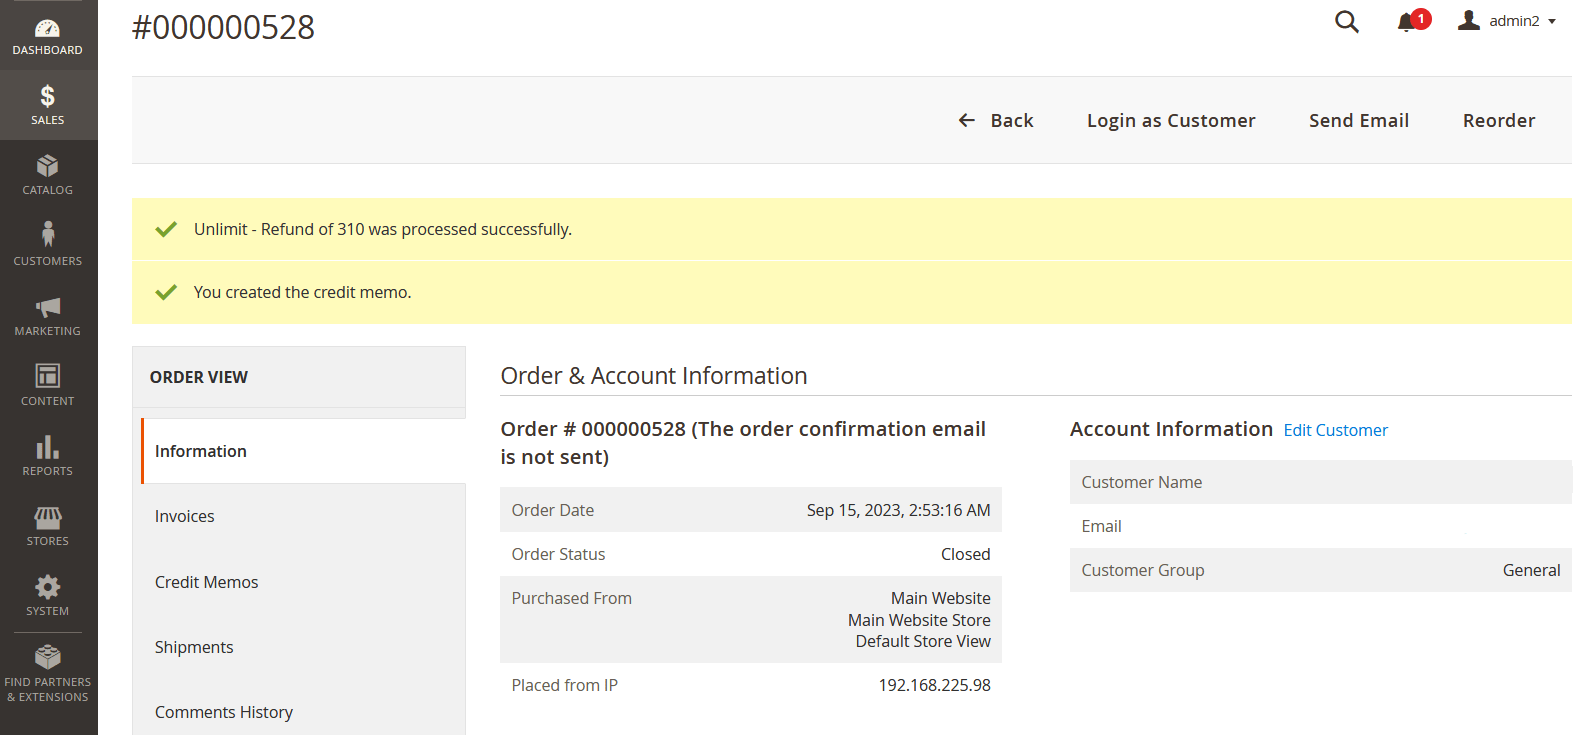 #000000528
1
admin2
DASHBOARD
SALES
CATALOG
CUSTOMERS
MARKETING
CONTENT
REPORTS
STORES
SYSTEM
FIND PARTNERS
& EXTENSIONS
Back
Login as Customer
Send Email
Reorder
Unlimit - Refund of 310 was processed successfully.
You created the credit memo.
ORDER VIEW
Information
Invoices
Credit Memos
Shipments
Comments History
Order & Account Information
Order # 000000528 (The order confirmation email
is not sent)
Order Date Sep 15, 2023, 2:53:16 AM
Order Status Closed
Purchased From Main Website
Main Website Store
Default Store View
Placed from IP 192.168.225.98
Account Information Edit Customer
Customer Name
Email
Customer Group General